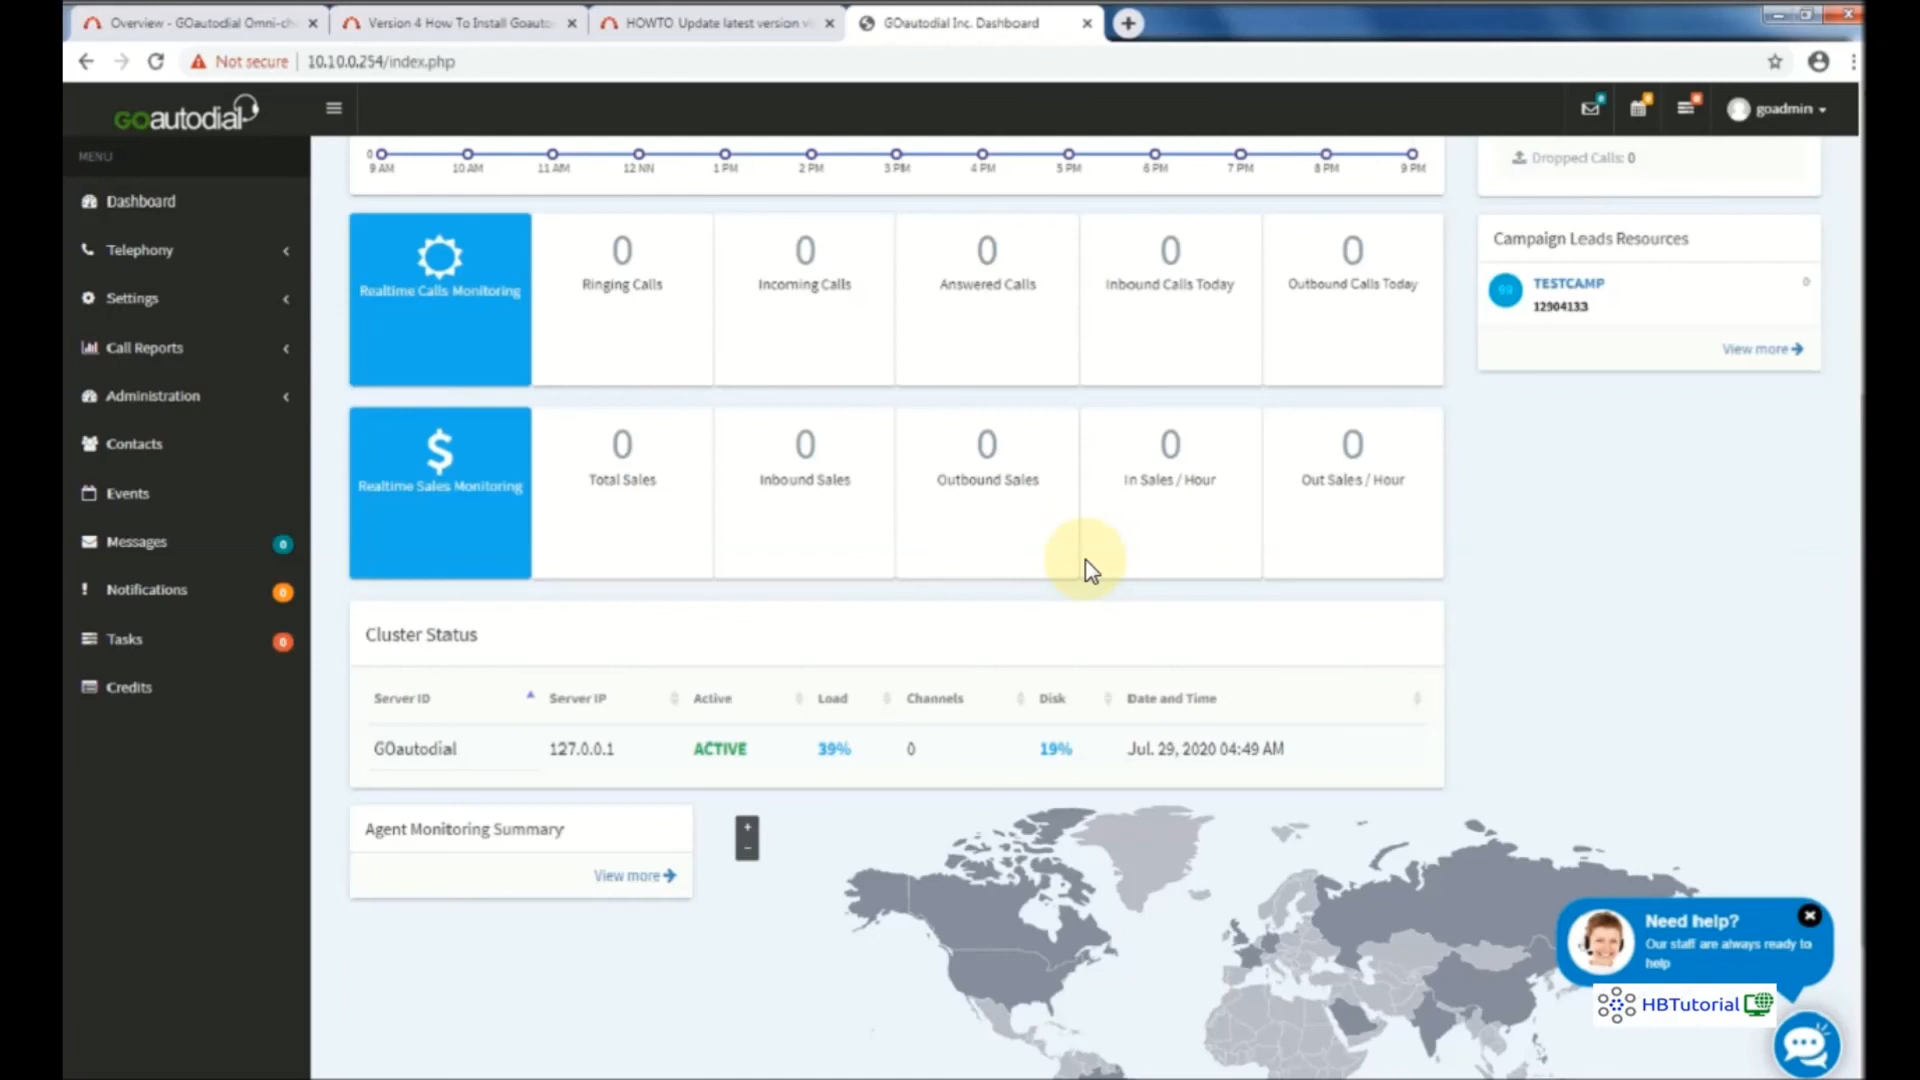 Overview - GOautodial Omni-ch
Version 4 How To Install Goauto
HOWTO Update latest version vi
GOautodial Inc. Dashboard
Not secure
10.10.0.254/index.php
GOautodial
goadmin
MENU
Dashboard
Telephony
Settings
Call Reports
Administration
Contacts
Events
Messages 0
Notifications 0
Tasks 0
Credits
0
9 AM 10 AM 11 AM 12 NN 1 PM 2 PM 3 PM 4 PM 5 PM 6 PM 7 PM 8 PM 9 PM
Dropped Calls: 0
Realtime Calls Monitoring
0 0 0 0 0
Ringing Calls Incoming Calls Answered Calls Inbound Calls Today Outbound Calls Today
Campaign Leads Resources
99 TESTCAMP 0
12904133
View more
Realtime Sales Monitoring
0 0 0 0 0
Total Sales Inbound Sales Outbound Sales In Sales / Hour Out Sales / Hour
Cluster Status
Server ID Server IP Active Load Channels Disk Date and Time
GOautodial 127.0.0.1 ACTIVE 39% 0 19% Jul. 29, 2020 04:49 AM
Agent Monitoring Summary
View more
+
-
Need help?
Our staff are always ready to
help
HBTutorial